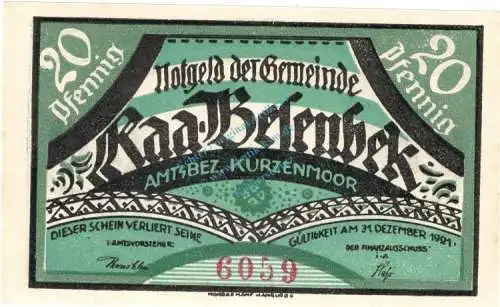 20 Pfennig
20 Pfennig
Notgeld der Gemeinde
Raa-Besenbek
AMTSBEZ. KURZENMOOR
DIESER SCHEIN VERLIERT SEINE
GÜLTIGKEIT AM 31. DEZEMBER 1921.
I. AMTSVORSTEHER:
DER FINANZAUSSCHUSS:
I.A.
6059